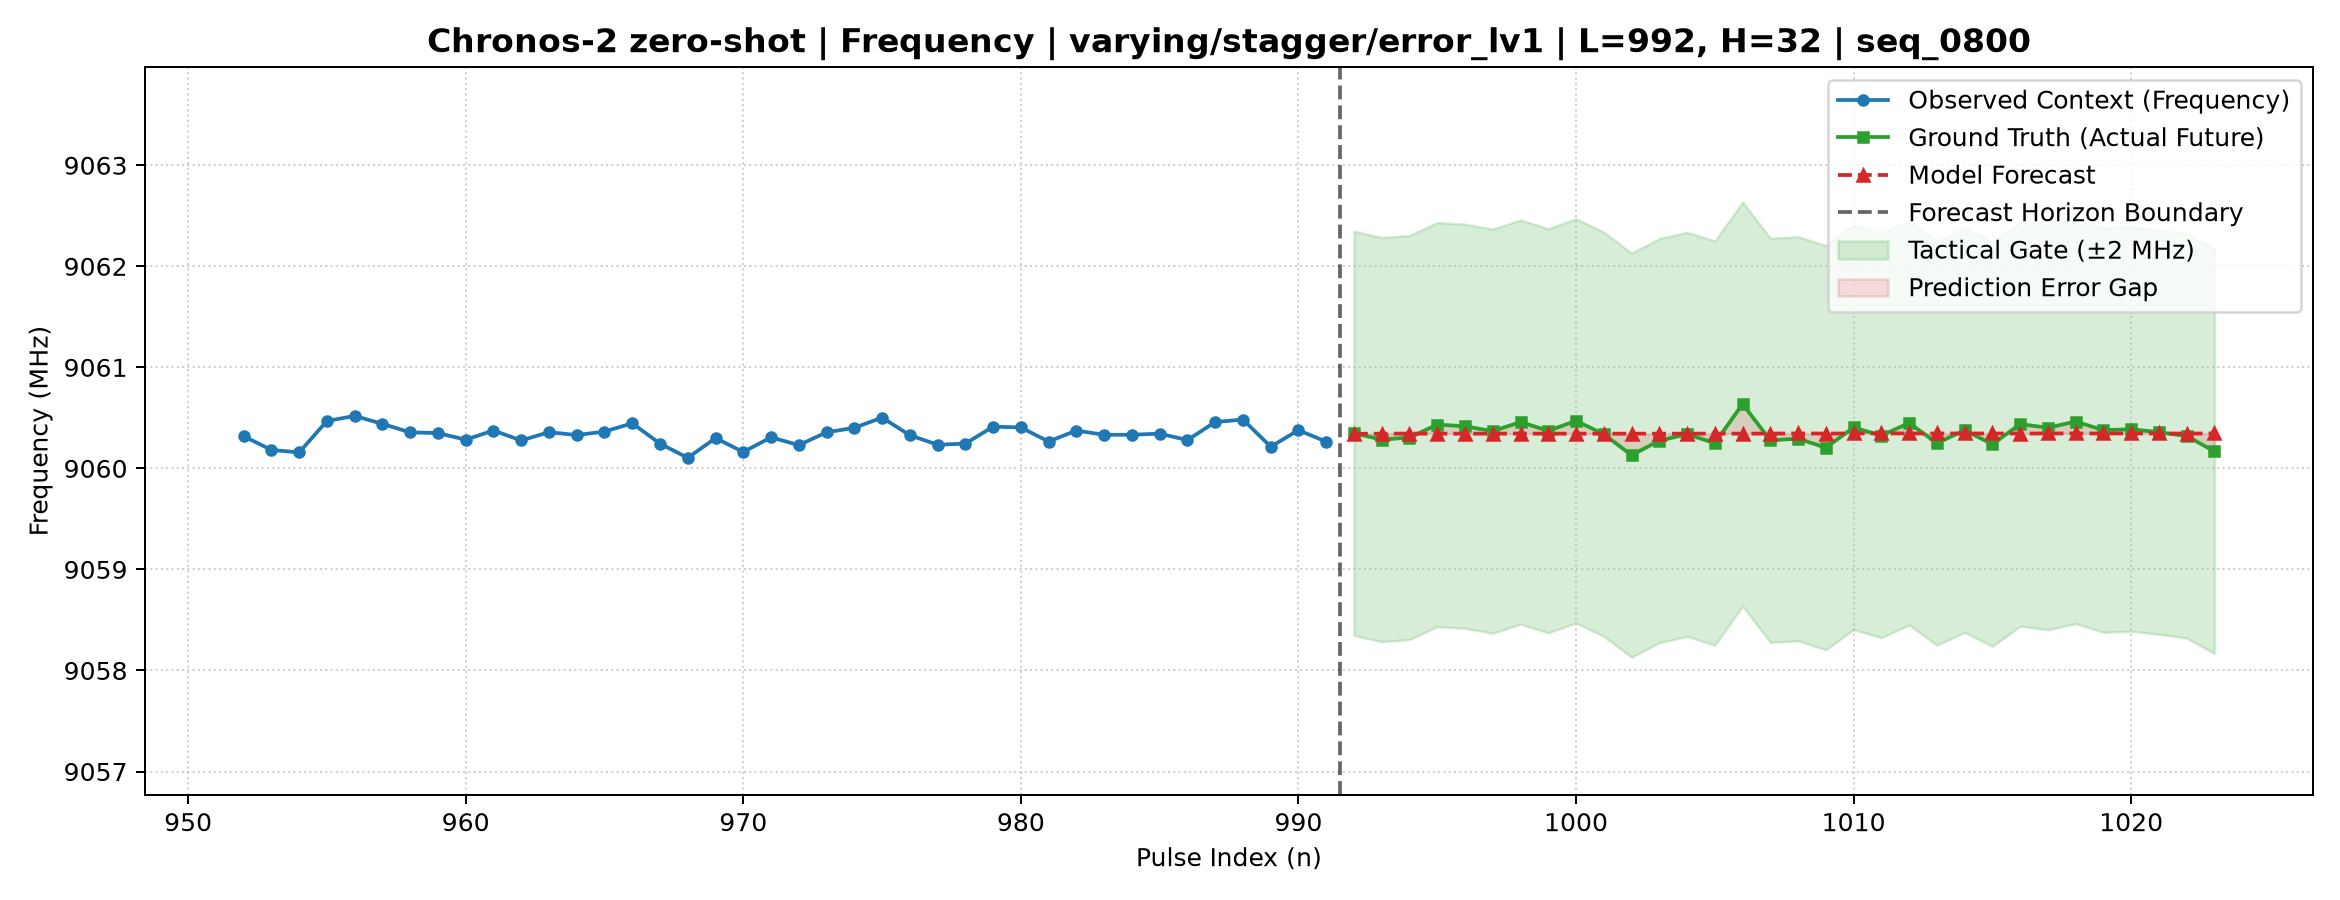 Chronos-2 zero-shot | Frequency | varying/stagger/error_lv1 | L=992, H=32 | seq_0800
Observed Context (Frequency)
Ground Truth (Actual Future)
Model Forecast
Forecast Horizon Boundary
Tactical Gate (±2 MHz)
Prediction Error Gap
Frequency (MHz)
9063
9062
9061
9060
9059
9058
9057
950 960 970 980 990 1000 1010 1020
Pulse Index (n)